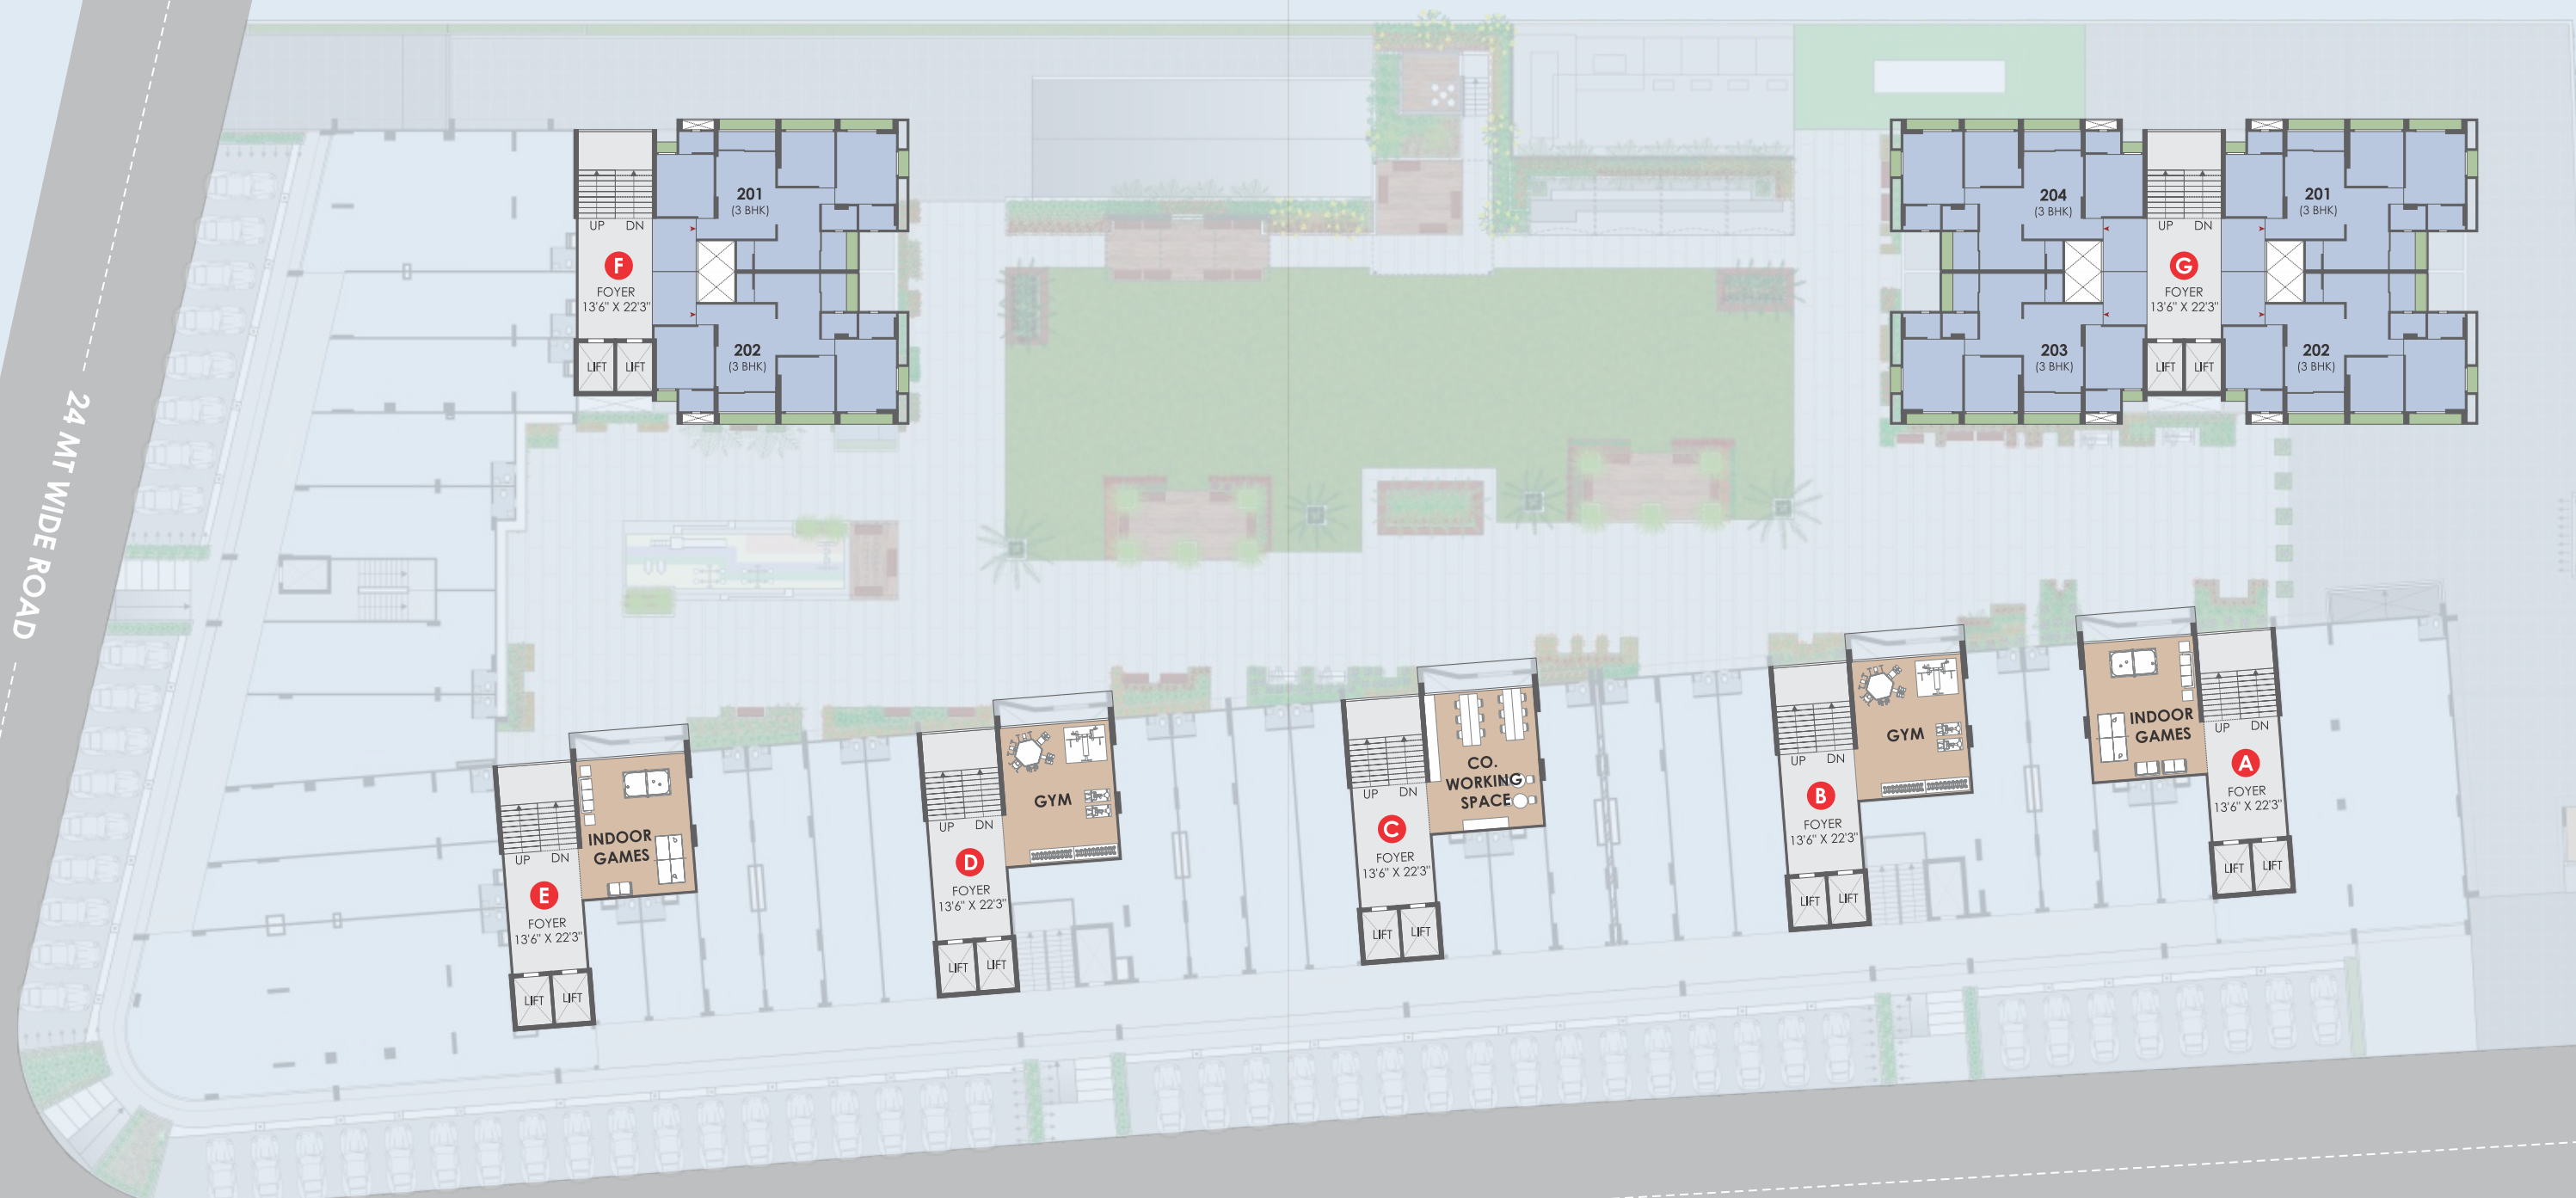 24 MT WIDE ROAD
201
(3 BHK)
UP DN
F
FOYER
13'6" X 22'3"
202
(3 BHK)
LIFT LIFT
204
(3 BHK)
201
(3 BHK)
UP DN
G
FOYER
13'6" X 22'3"
203
(3 BHK)
202
(3 BHK)
LIFT LIFT
INDOOR
GAMES
UP DN
E
FOYER
13'6" X 22'3"
LIFT LIFT
GYM
UP DN
D
FOYER
13'6" X 22'3"
LIFT LIFT
CO.
WORKING
SPACE
UP DN
C
FOYER
13'6" X 22'3"
LIFT LIFT
GYM
UP DN
B
FOYER
13'6" X 22'3"
LIFT LIFT
INDOOR
GAMES
UP DN
A
FOYER
13'6" X 22'3"
LIFT LIFT